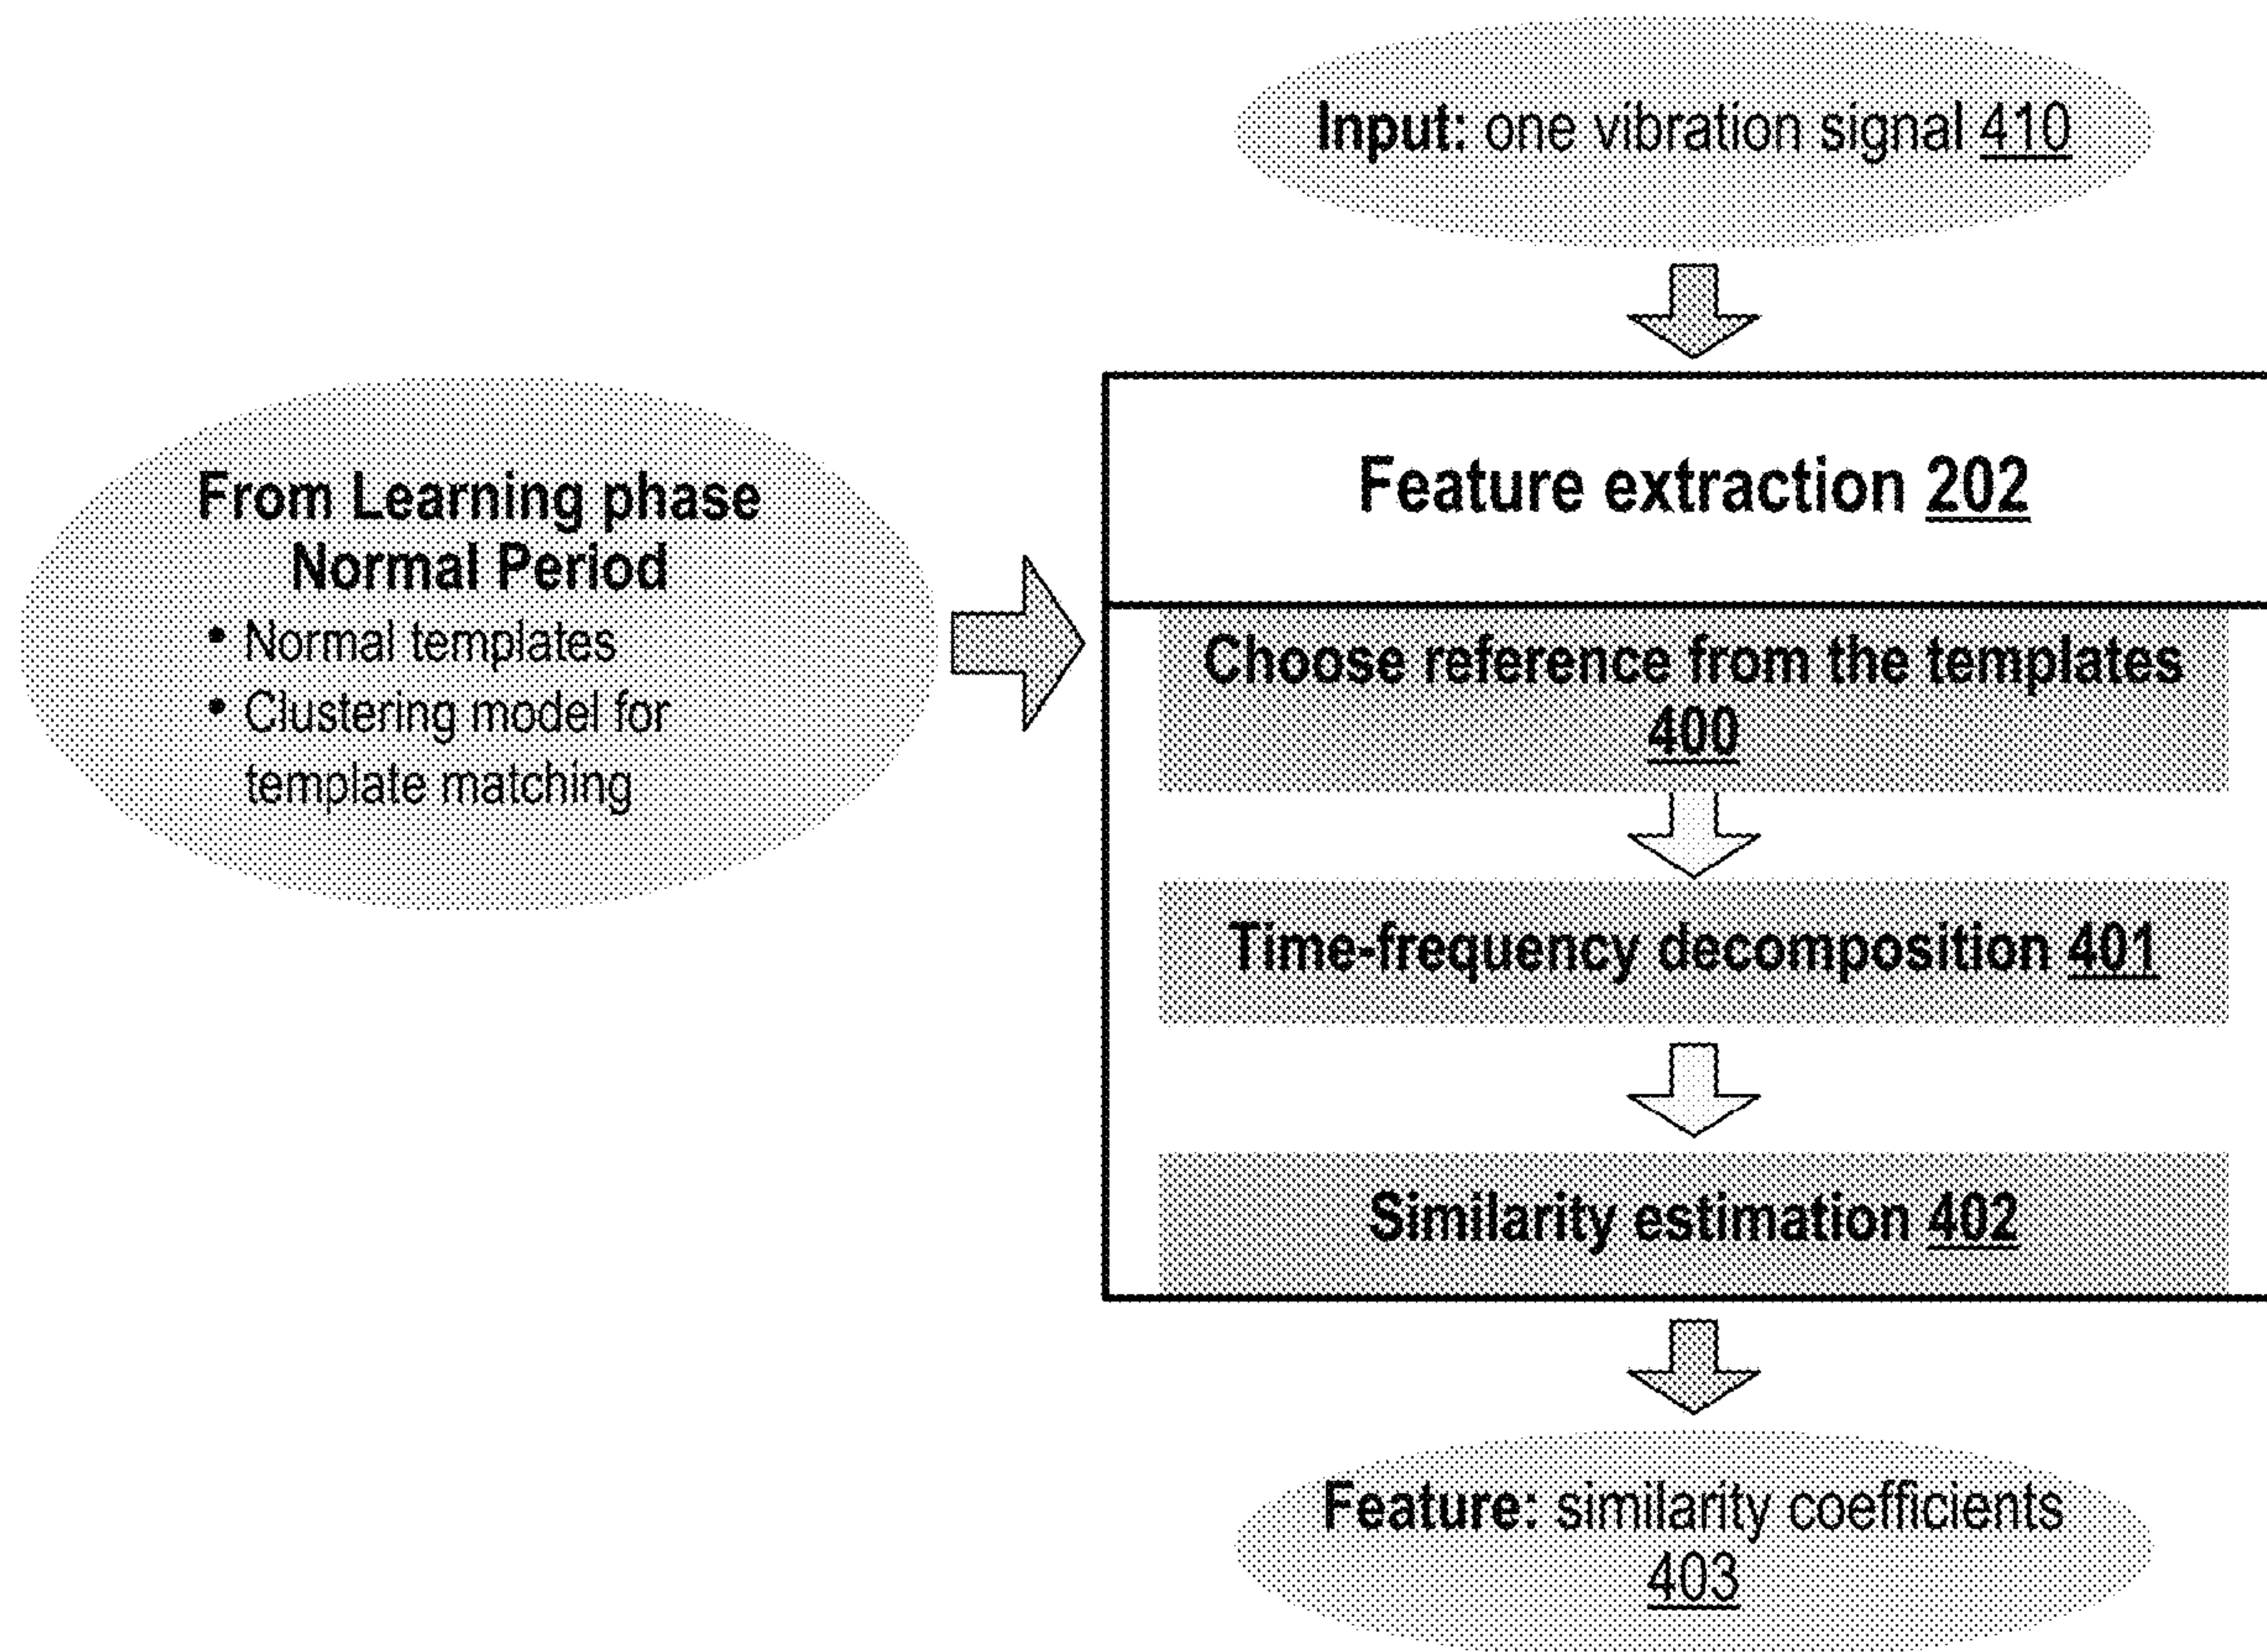 Input: one vibration signal 410
Feature extraction 202
From Learning phase
Normal Period
• Normal templates
• Clustering model for
template matching
Choose reference from the templates
400
Time-frequency decomposition 401
Similarity estimation 402
Feature: similarity coefficients
403